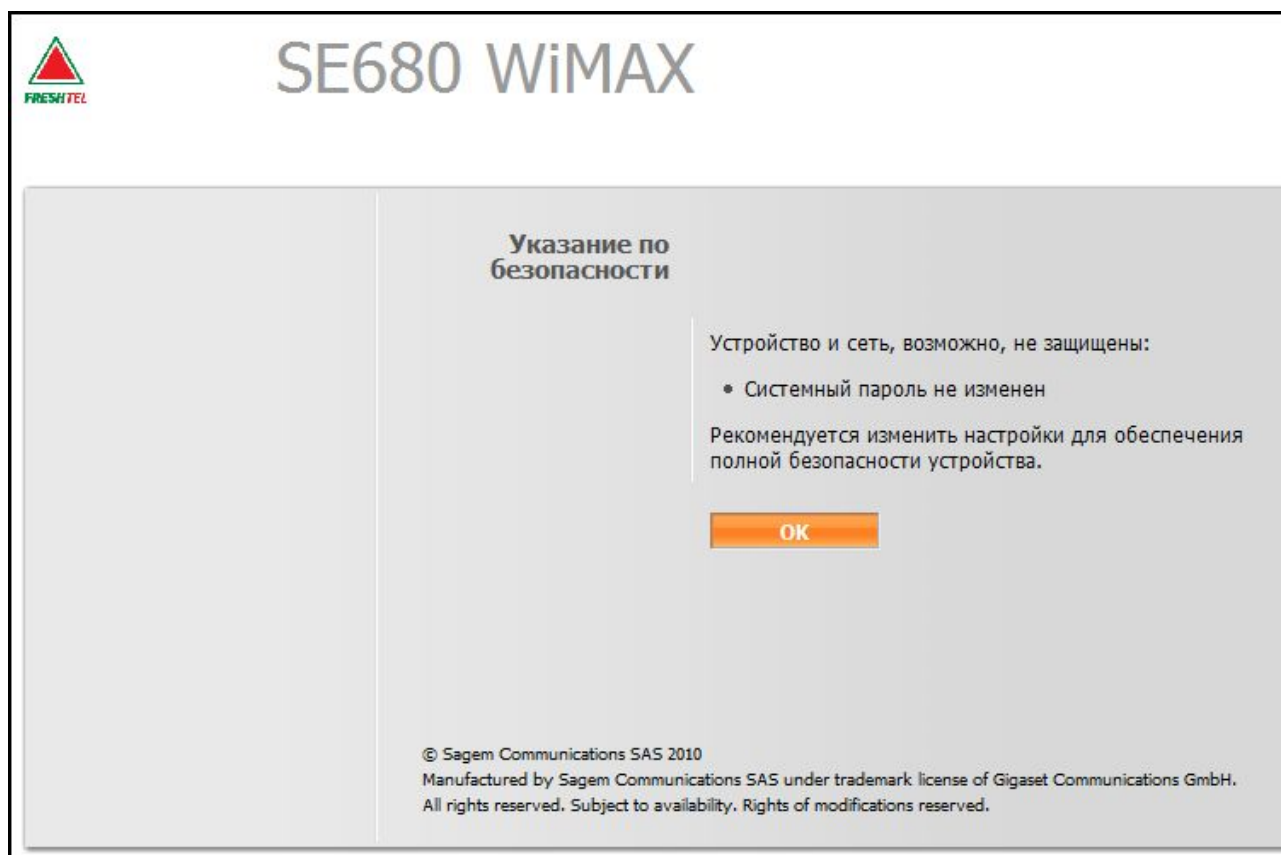 FRESHTEL
SE680 WiMAX
Указание по
безопасности
Устройство и сеть, возможно, не защищены:
• Системный пароль не изменен
Рекомендуется изменить настройки для обеспечения
полной безопасности устройства.
OK
© Sagem Communications SAS 2010
Manufactured by Sagem Communications SAS under trademark license of Gigaset Communications GmbH.
All rights reserved. Subject to availability. Rights of modifications reserved.